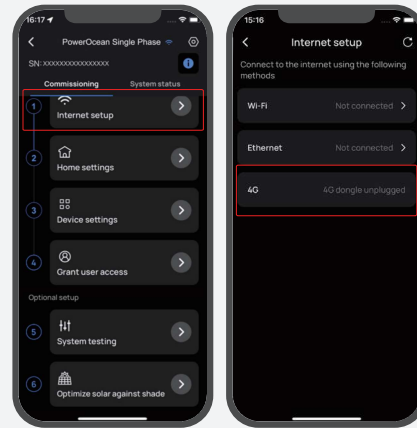 16:17
PowerOcean Single Phase
SN: XXXXXXXXXXXXXXXX
Commissioning
System status
1
Internet setup
2
Home settings
3
Device settings
4
Grant user access
Optional setup
5
System testing
6
Optimize solar against shade
15:16
Internet setup
Connect to the internet using the following
methods
Wi-Fi Not connected
Ethernet Not connected
4G 4G dongle unplugged